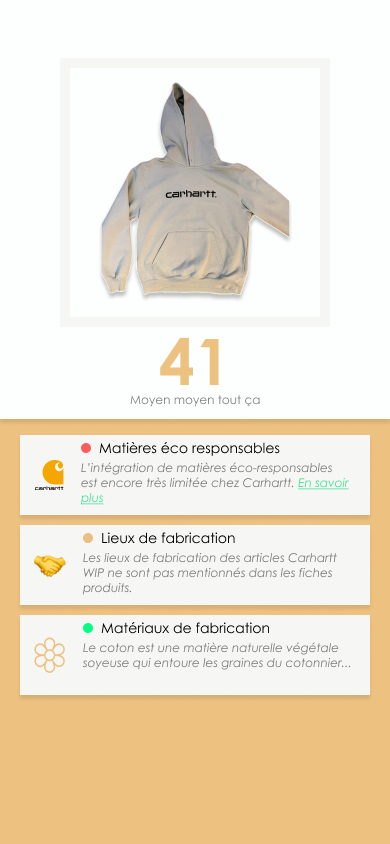 carhartt
41
Moyen moyen tout ça
Matières éco responsables
L'intégration de matières éco-responsables
est encore très limitée chez Carhartt. En savoir
plus
carhartt
Lieux de fabrication
Les lieux de fabrication des articles Carhartt
WIP ne sont pas mentionnés dans les fiches
produits.
Matériaux de fabrication
Le coton est une matière naturelle végétale
soyeuse qui entoure les graines du cotonnier...